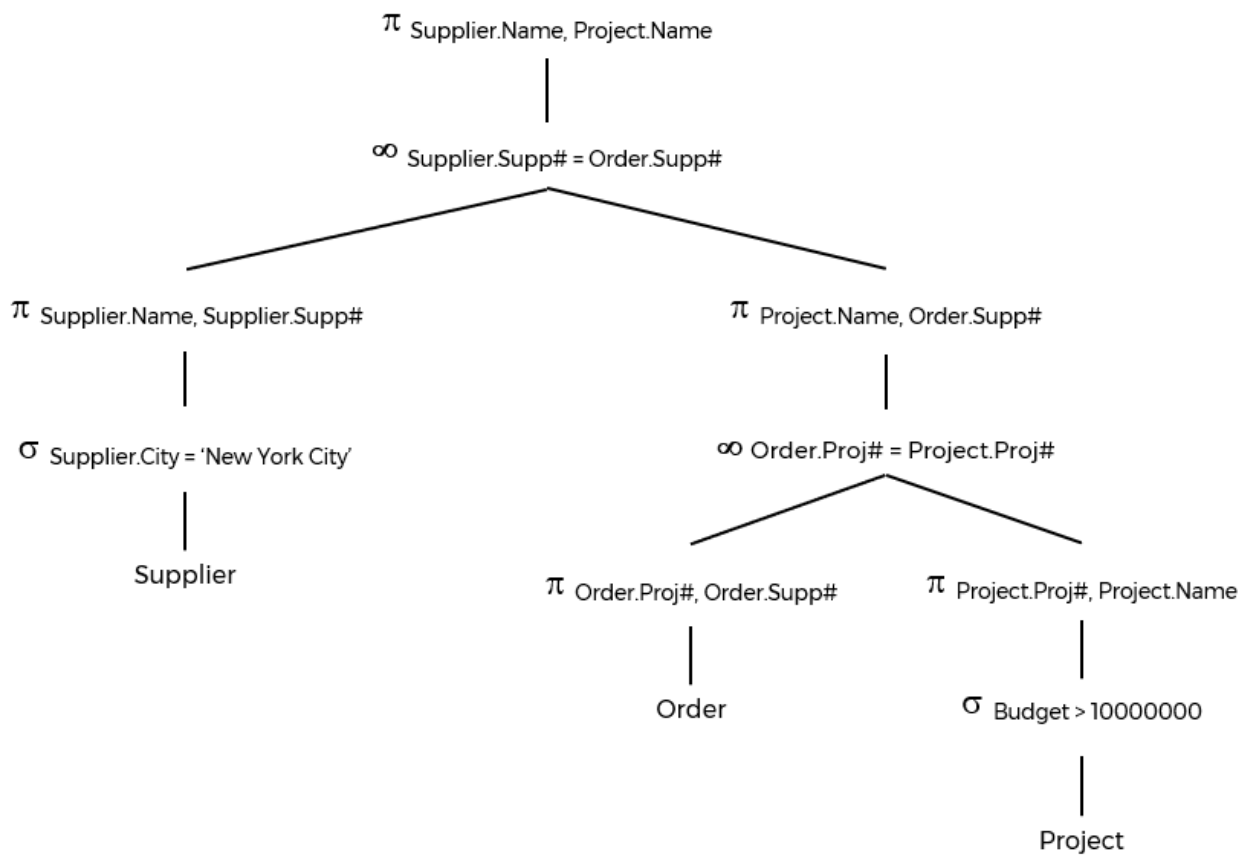 π Supplier.Name, Project.Name
∞ Supplier.Supp# = Order.Supp#
π Supplier.Name, Supplier.Supp#
π Project.Name, Order.Supp#
σ Supplier.City = ‘New York City’
∞ Order.Proj# = Project.Proj#
Supplier
π Order.Proj#, Order.Supp#
π Project.Proj#, Project.Name
Order
σ Budget > 10000000
Project